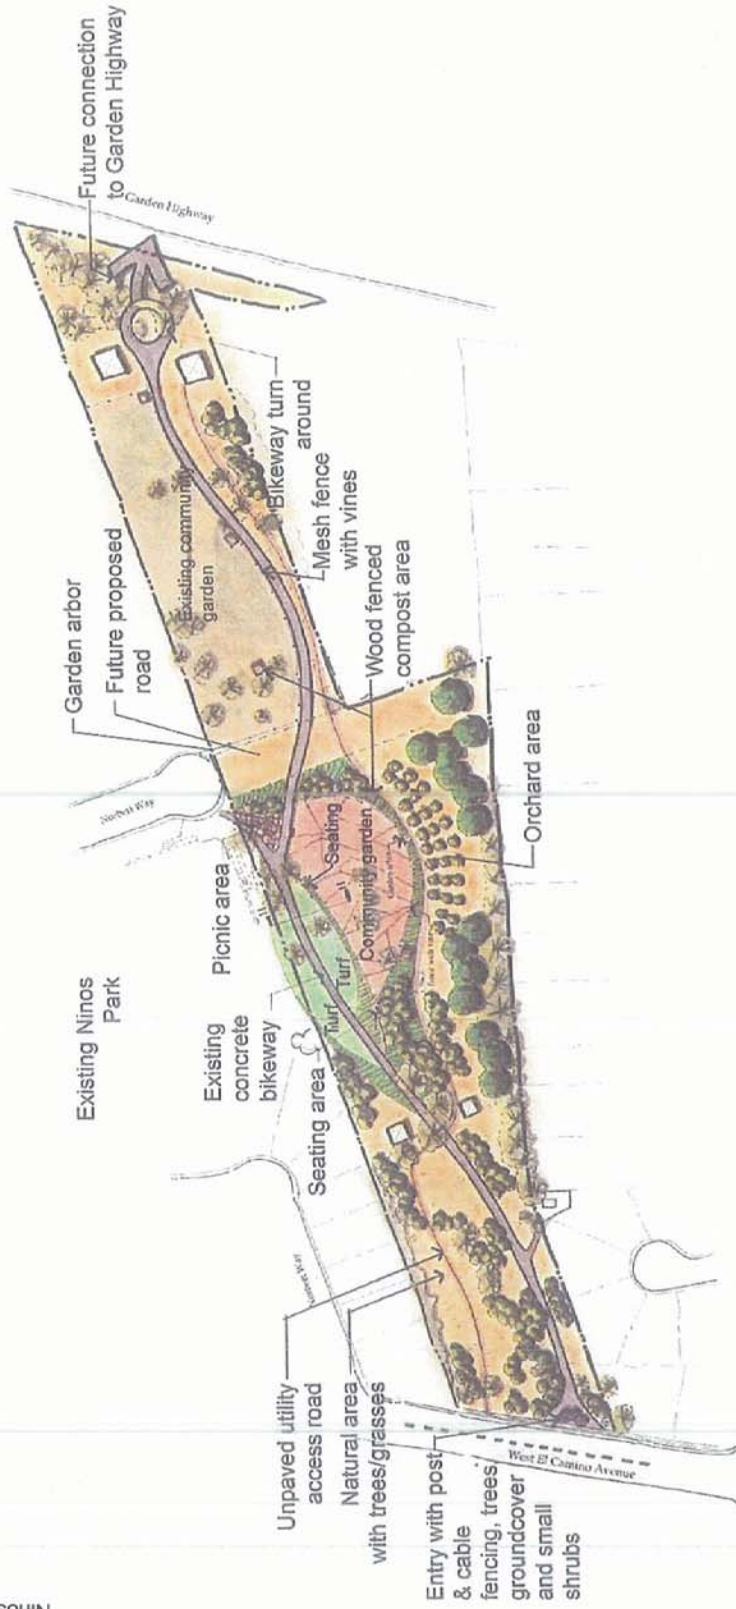 Future connection
to Garden Highway
Garden Highway
Garden arbor
Future proposed
road
Existing community
garden
Bikeway turn
around
Mesh fence
with vines
Wood fenced
compost area
Norbert Way
Existing Ninos
Park
Picnic area
Seating
Community garden
Orchard area
Existing
concrete
bikeway
Turf
Turf
Seating area
Way
Unpaved utility
access road
Natural area
with trees/grasses
Entry with post
& cable
fencing, trees
groundcover
and small
shrubs
West El Camino Avenue
Ninos